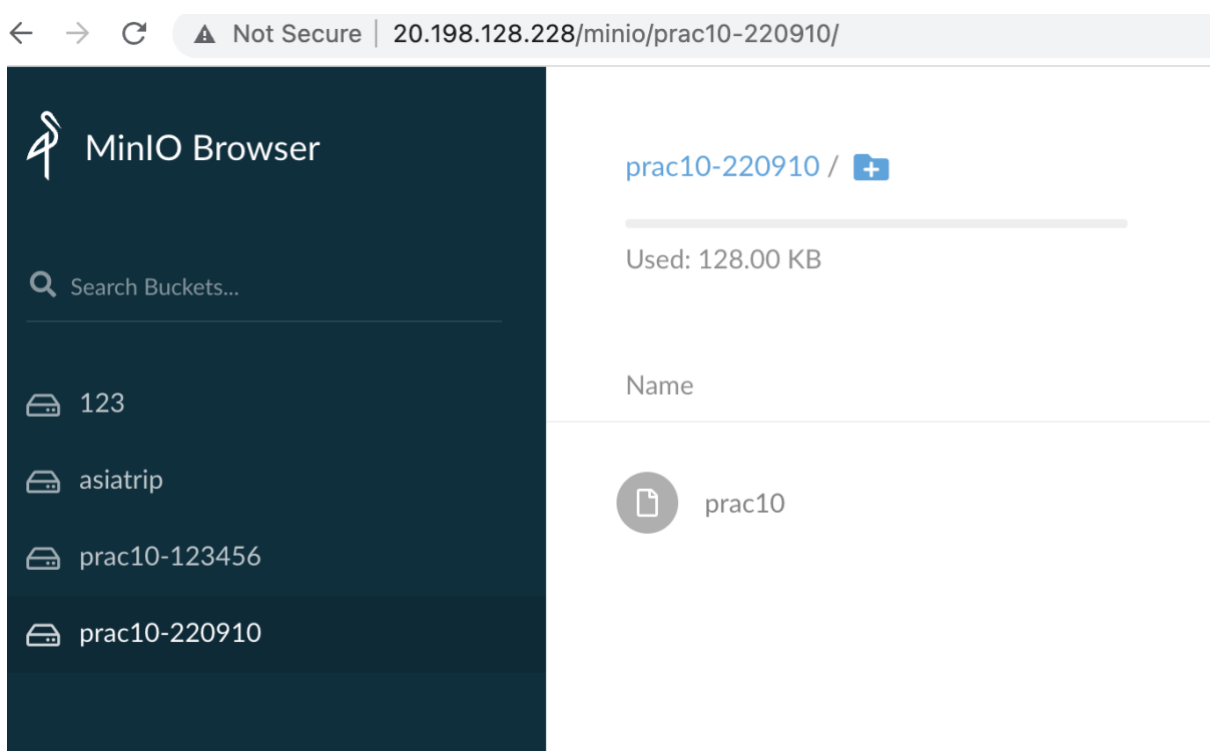 Not Secure | 20.198.128.228/minio/prac10-220910/
MinIO Browser
Search Buckets...
123
asiatrip
prac10-123456
prac10-220910
prac10-220910 /
Used: 128.00 KB
Name
prac10